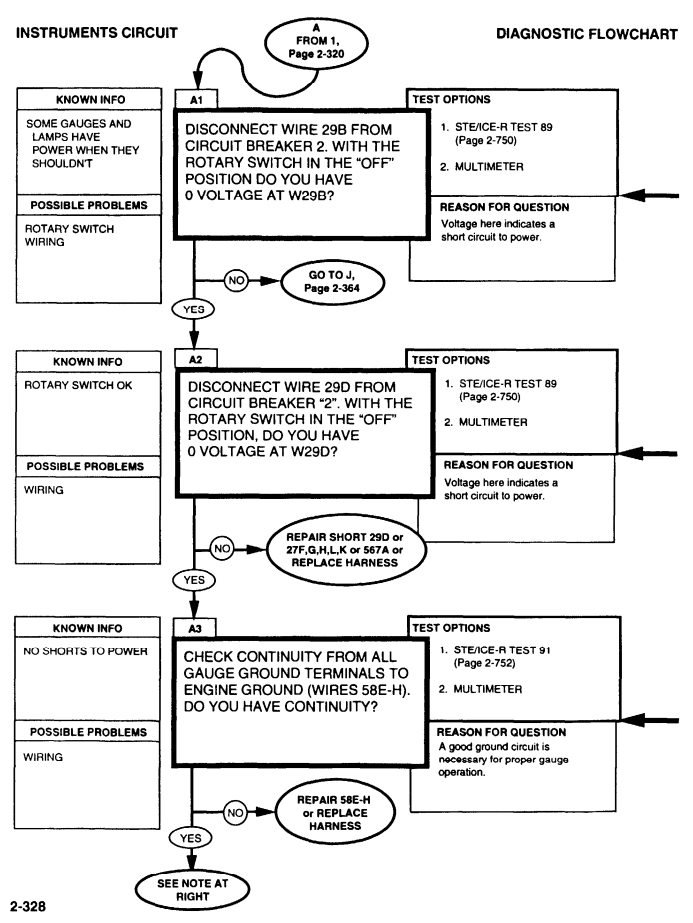 INSTRUMENTS CIRCUIT
DIAGNOSTIC FLOWCHART
A
FROM 1,
Page 2-320
KNOWN INFO
SOME GAUGES AND
LAMPS HAVE
POWER WHEN THEY
SHOULDN'T
POSSIBLE PROBLEMS
ROTARY SWITCH
WIRING
A1
DISCONNECT WIRE 29B FROM
CIRCUIT BREAKER 2. WITH THE
ROTARY SWITCH IN THE “OFF”
POSITION DO YOU HAVE
0 VOLTAGE AT W29B?
TEST OPTIONS
1. STE/ICE-R TEST 89
(Page 2-750)
2. MULTIMETER
REASON FOR QUESTION
Voltage here indicates a
short circuit to power.
NO
GO TO J,
Page 2-364
YES
KNOWN INFO
ROTARY SWITCH OK
POSSIBLE PROBLEMS
WIRING
A2
DISCONNECT WIRE 29D FROM
CIRCUIT BREAKER “2”. WITH THE
ROTARY SWITCH IN THE “OFF”
POSITION, DO YOU HAVE
0 VOLTAGE AT W29D?
TEST OPTIONS
1. STE/ICE-R TEST 89
(Page 2-750)
2. MULTIMETER
REASON FOR QUESTION
Voltage here indicates a
short circuit to power.
NO
REPAIR SHORT 29D or
27F,G,H,L,K or 567A or
REPLACE HARNESS
YES
KNOWN INFO
NO SHORTS TO POWER
POSSIBLE PROBLEMS
WIRING
A3
CHECK CONTINUITY FROM ALL
GAUGE GROUND TERMINALS TO
ENGINE GROUND (WIRES 58E-H).
DO YOU HAVE CONTINUITY?
TEST OPTIONS
1. STE/ICE-R TEST 91
(Page 2-752)
2. MULTIMETER
REASON FOR QUESTION
A good ground circuit is
necessary for proper gauge
operation.
NO
REPAIR 58E-H
or REPLACE
HARNESS
YES
SEE NOTE AT
RIGHT
2-328